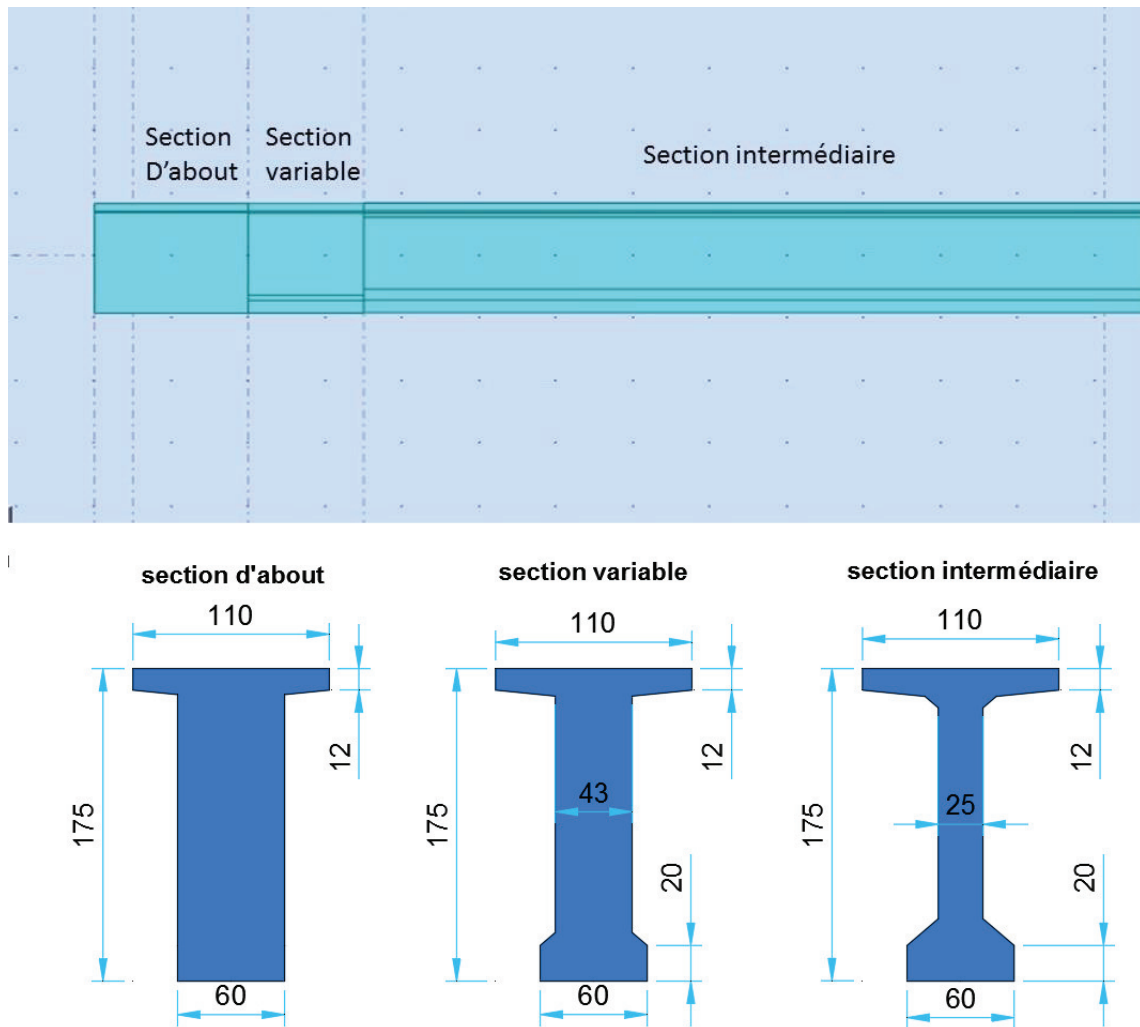 Section
D'about
Section
variable
Section intermédiaire
section d'about
section variable
section intermédiaire
110
110
110
175
12
175
43
12
20
175
25
12
20
60
60
60